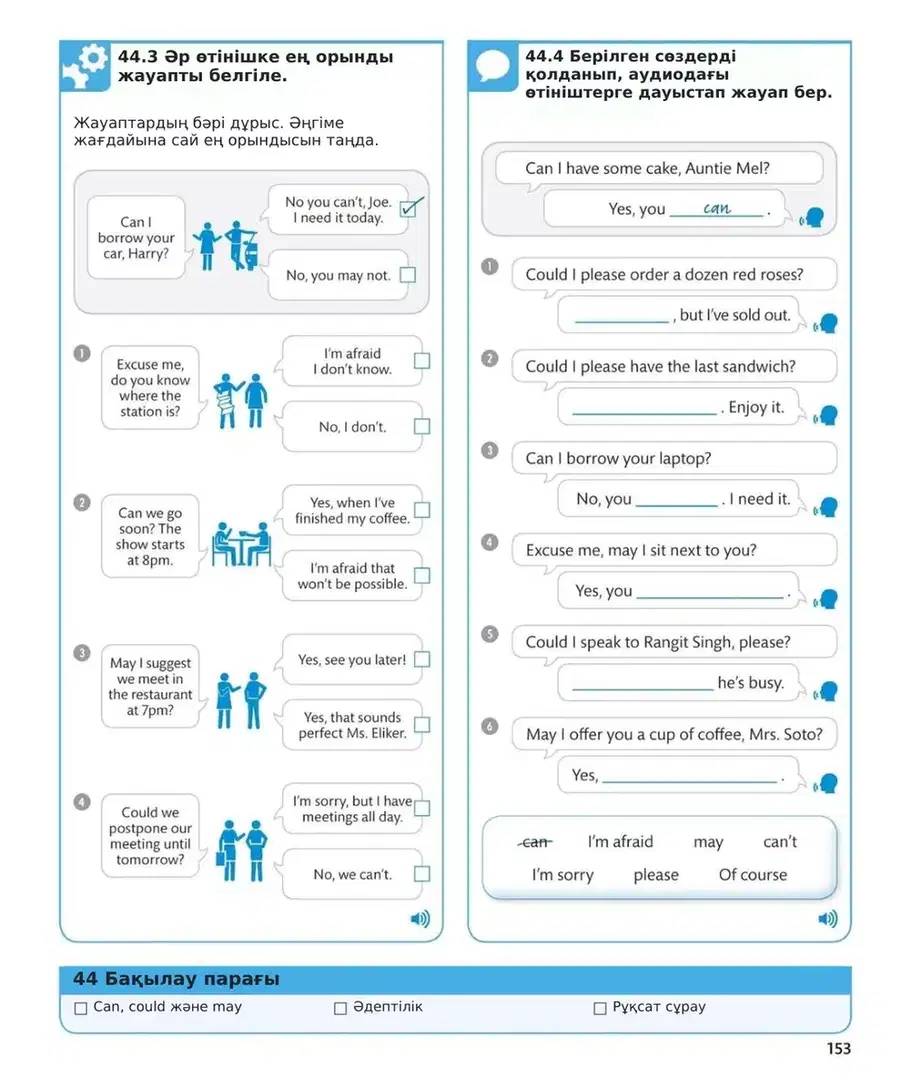 44.3 Әр өтінішке ең орынды
жауапты белгіле.
Жауаптардың бәрі дұрыс. Әңгіме
жағдайына сай ең орындысын таңда.
Can I
borrow your
car, Harry?
No you can't, Joe.
I need it today.
No, you may not.
1
Excuse me,
do you know
where the
station is?
I'm afraid
I don't know.
No, I don't.
2
Can we go
soon? The
show starts
at 8pm.
Yes, when I've
finished my coffee.
I'm afraid that
won't be possible.
3
May I suggest
we meet in
the restaurant
at 7pm?
Yes, see you later!
Yes, that sounds
perfect Ms. Eliker.
4
Could we
postpone our
meeting until
tomorrow?
I'm sorry, but I have
meetings all day.
No, we can't.
44.4 Берілген сөздерді
қолданып, аудиодағы
өтініштерге дауыстап жауап бер.
Can I have some cake, Auntie Mel?
Yes, you can .
1
Could I please order a dozen red roses?
, but I've sold out.
2
Could I please have the last sandwich?
. Enjoy it.
3
Can I borrow your laptop?
No, you . I need it.
4
Excuse me, may I sit next to you?
Yes, you .
5
Could I speak to Rangit Singh, please?
he's busy.
6
May I offer you a cup of coffee, Mrs. Soto?
Yes, .
can I'm afraid may can't
I'm sorry please Of course
44 Бақылау парағы
Can, could және may Әдептілік Рұқсат сұрау
153